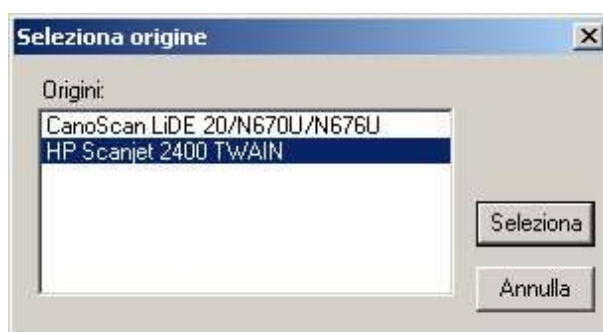 Seleziona origine
Origini:
CanoScan LiDE 20/N670U/N676U
HP Scanjet 2400 TWAIN
Seleziona
Annulla